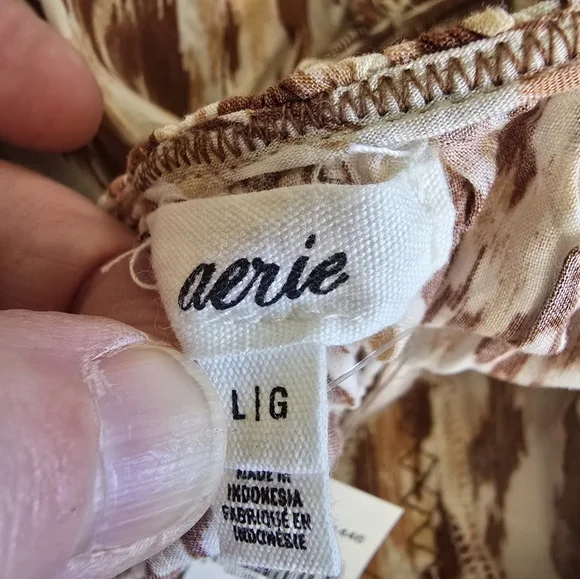 aerie
L|G
MADE IN
INDONESIA
FABRIQUÉ EN
INDONÉSIE